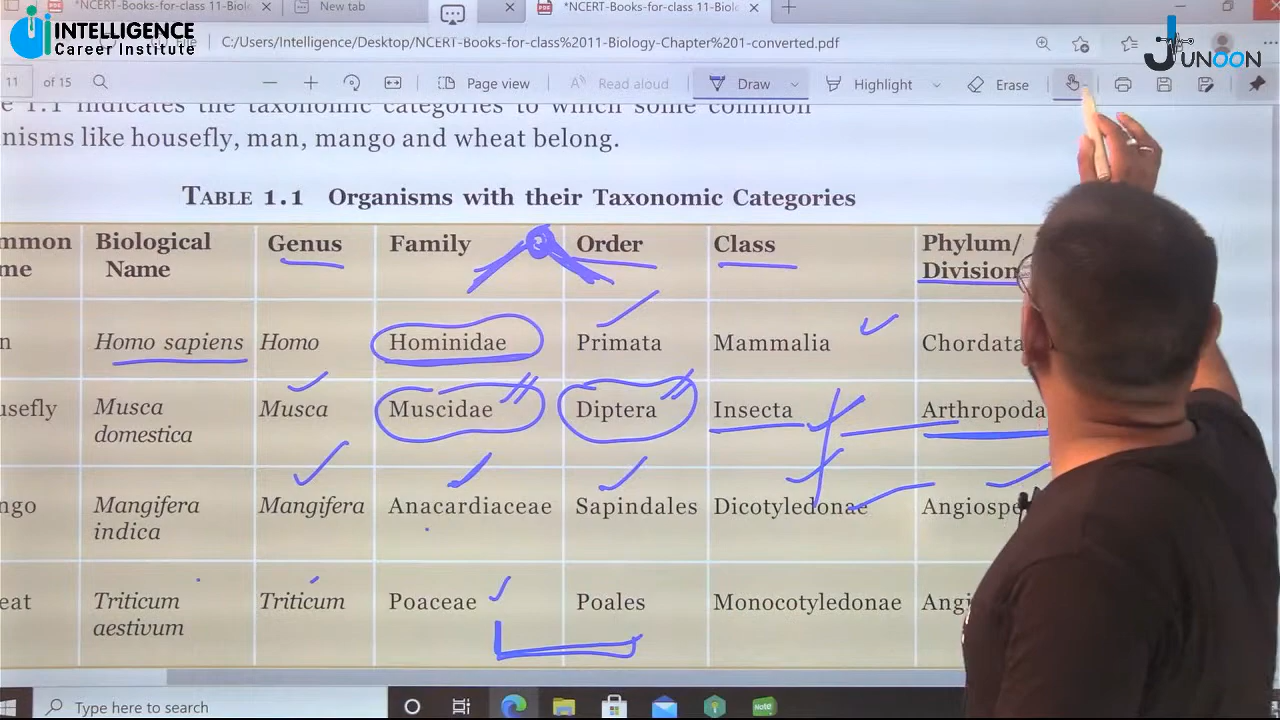 INTELLIGENCE
Career Institute
*NCERT-Books-for class 11-Biolo
New tab
*NCERT-Books-for class 11-Biolo
JUNOON
C:/Users/Intelligence/Desktop/NCERT-Books-for-class%2011-Biology-Chapter%201-converted.pdf
11 of 15
Page view
Read aloud
Draw
Highlight
Erase
e 1.1 indicates the taxonomic categories to which some common
nisms like housefly, man, mango and wheat belong.
TABLE 1.1 Organisms with their Taxonomic Categories
mmon Biological Genus Family Order Class Phylum/
me Name Division
n Homo sapiens Homo Hominidae Primata Mammalia Chordata
usefly Musca Musca Muscidae Diptera Insecta Arthropoda
domestica
ngo Mangifera Mangifera Anacardiaceae Sapindales Dicotyledonae Angiospe
indica
eat Triticum Triticum Poaceae Poales Monocotyledonae Angi
aestivum
Type here to search
Note